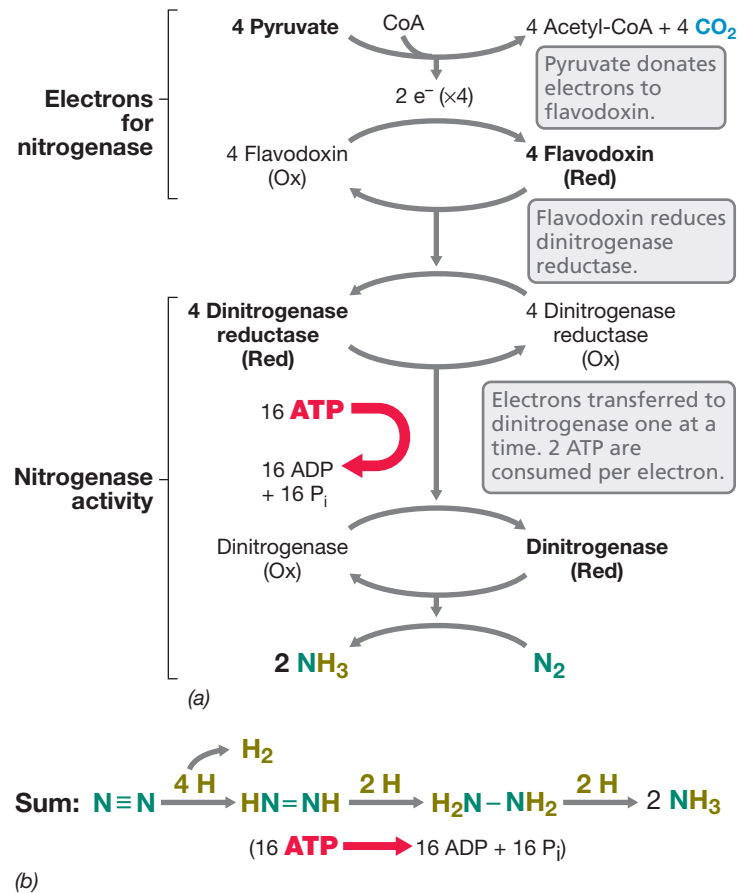 4 Pyruvate
CoA
4 Acetyl-CoA + 4 CO₂
Pyruvate donates
electrons to
flavodoxin.
Electrons
for
nitrogenase
2 e⁻ (×4)
4 Flavodoxin
(Ox)
4 Flavodoxin
(Red)
Flavodoxin reduces
dinitrogenase
reductase.
4 Dinitrogenase
reductase
(Red)
4 Dinitrogenase
reductase
(Ox)
16 ATP
16 ADP
+ 16 Pᵢ
Electrons transferred to
dinitrogenase one at a
time. 2 ATP are
consumed per electron.
Nitrogenase
activity
Dinitrogenase
(Ox)
Dinitrogenase
(Red)
2 NH₃
N₂
(a)
H₂
Sum: N≡N 4 H HN=NH 2 H H₂N–NH₂ 2 H 2 NH₃
(16 ATP 16 ADP + 16 Pᵢ)
(b)